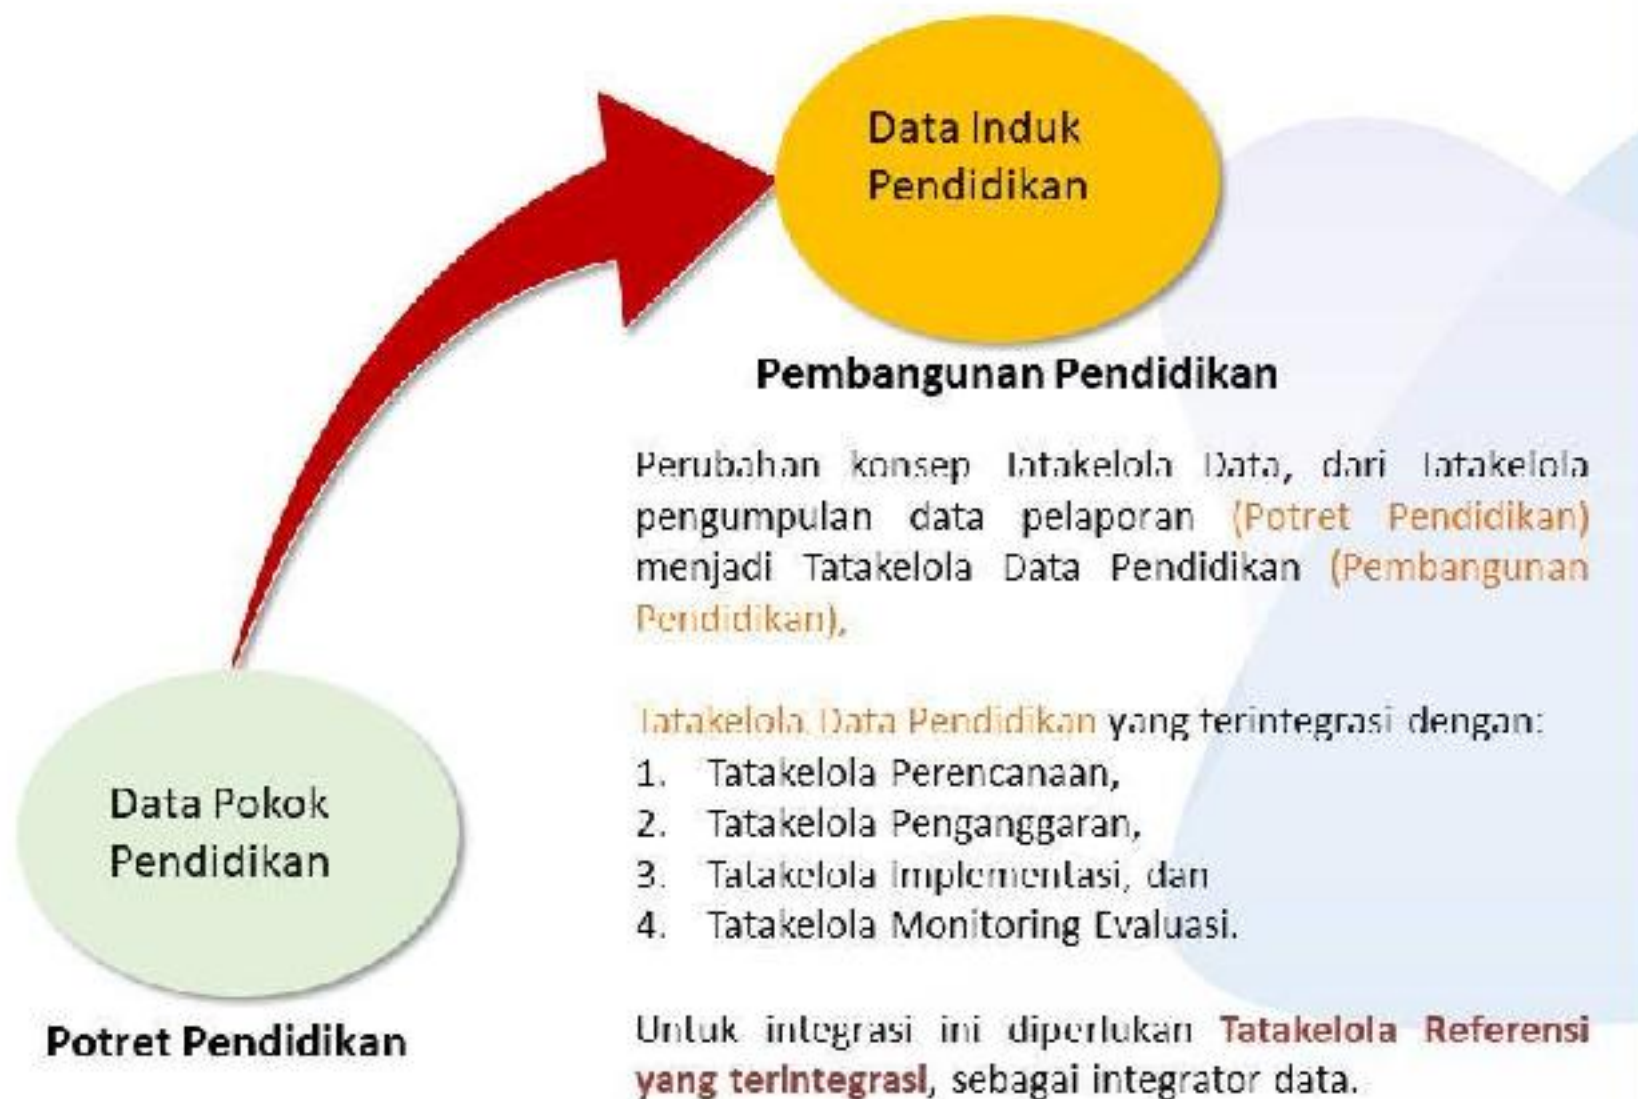 Data Induk
Pendidikan
Pembangunan Pendidikan
Perubahan konsep Tatakelola Data, dari Tatakelola
pengumpulan data pelaporan (Potret Pendidikan)
menjadi Tatakelola Data Pendidikan (Pembangunan
Pendidikan),
Tatakelola Data Pendidikan yang terintegrasi dengan:
1. Tatakelola Perencanaan,
2. Tatakelola Penganggaran,
3. Tatakelola Implementasi, dan
4. Tatakelola Monitoring Evaluasi.
Untuk integrasi ini diperlukan Tatakelola Referensi
yang terintegrasi, sebagai integrator data.
Data Pokok
Pendidikan
Potret Pendidikan